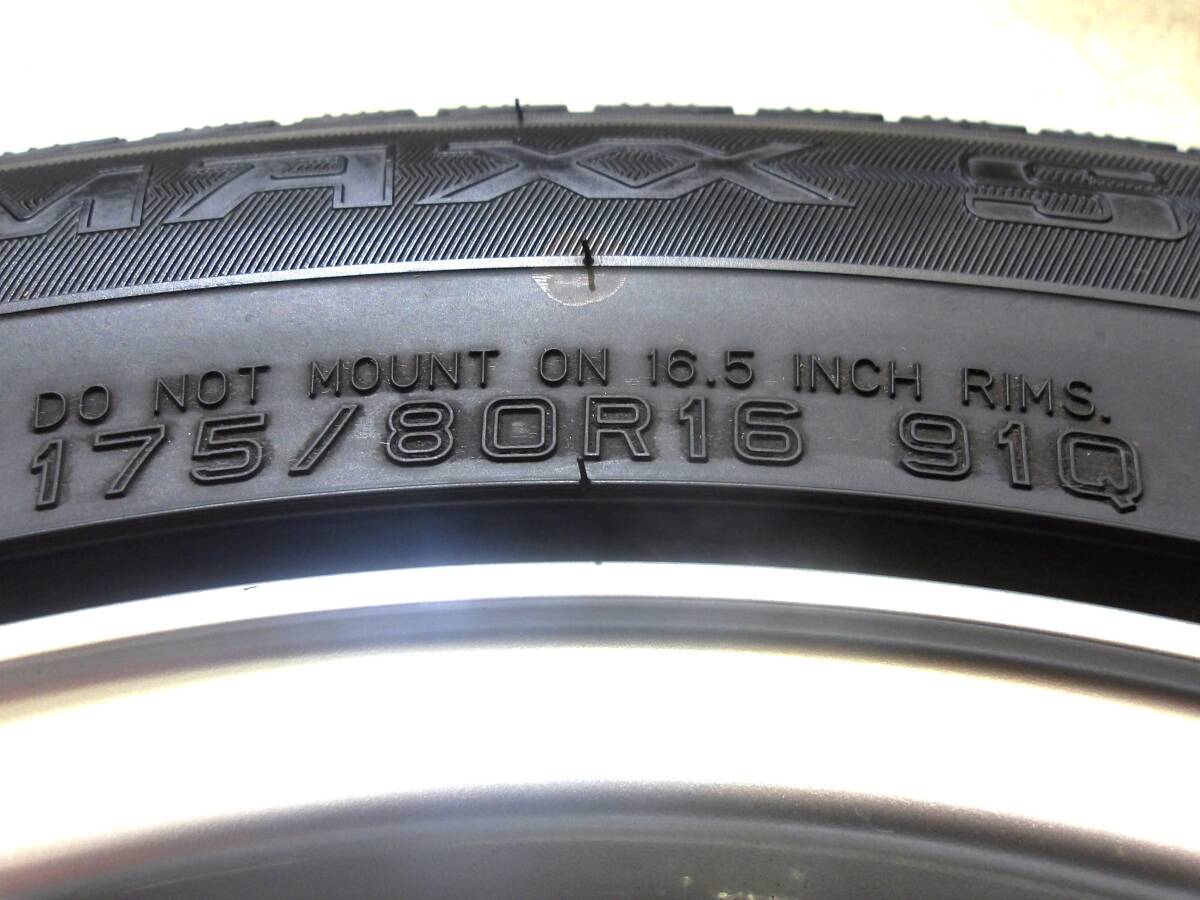 MAXX S
DO NOT MOUNT ON 16.5 INCH RIMS.
175/80R16 91Q